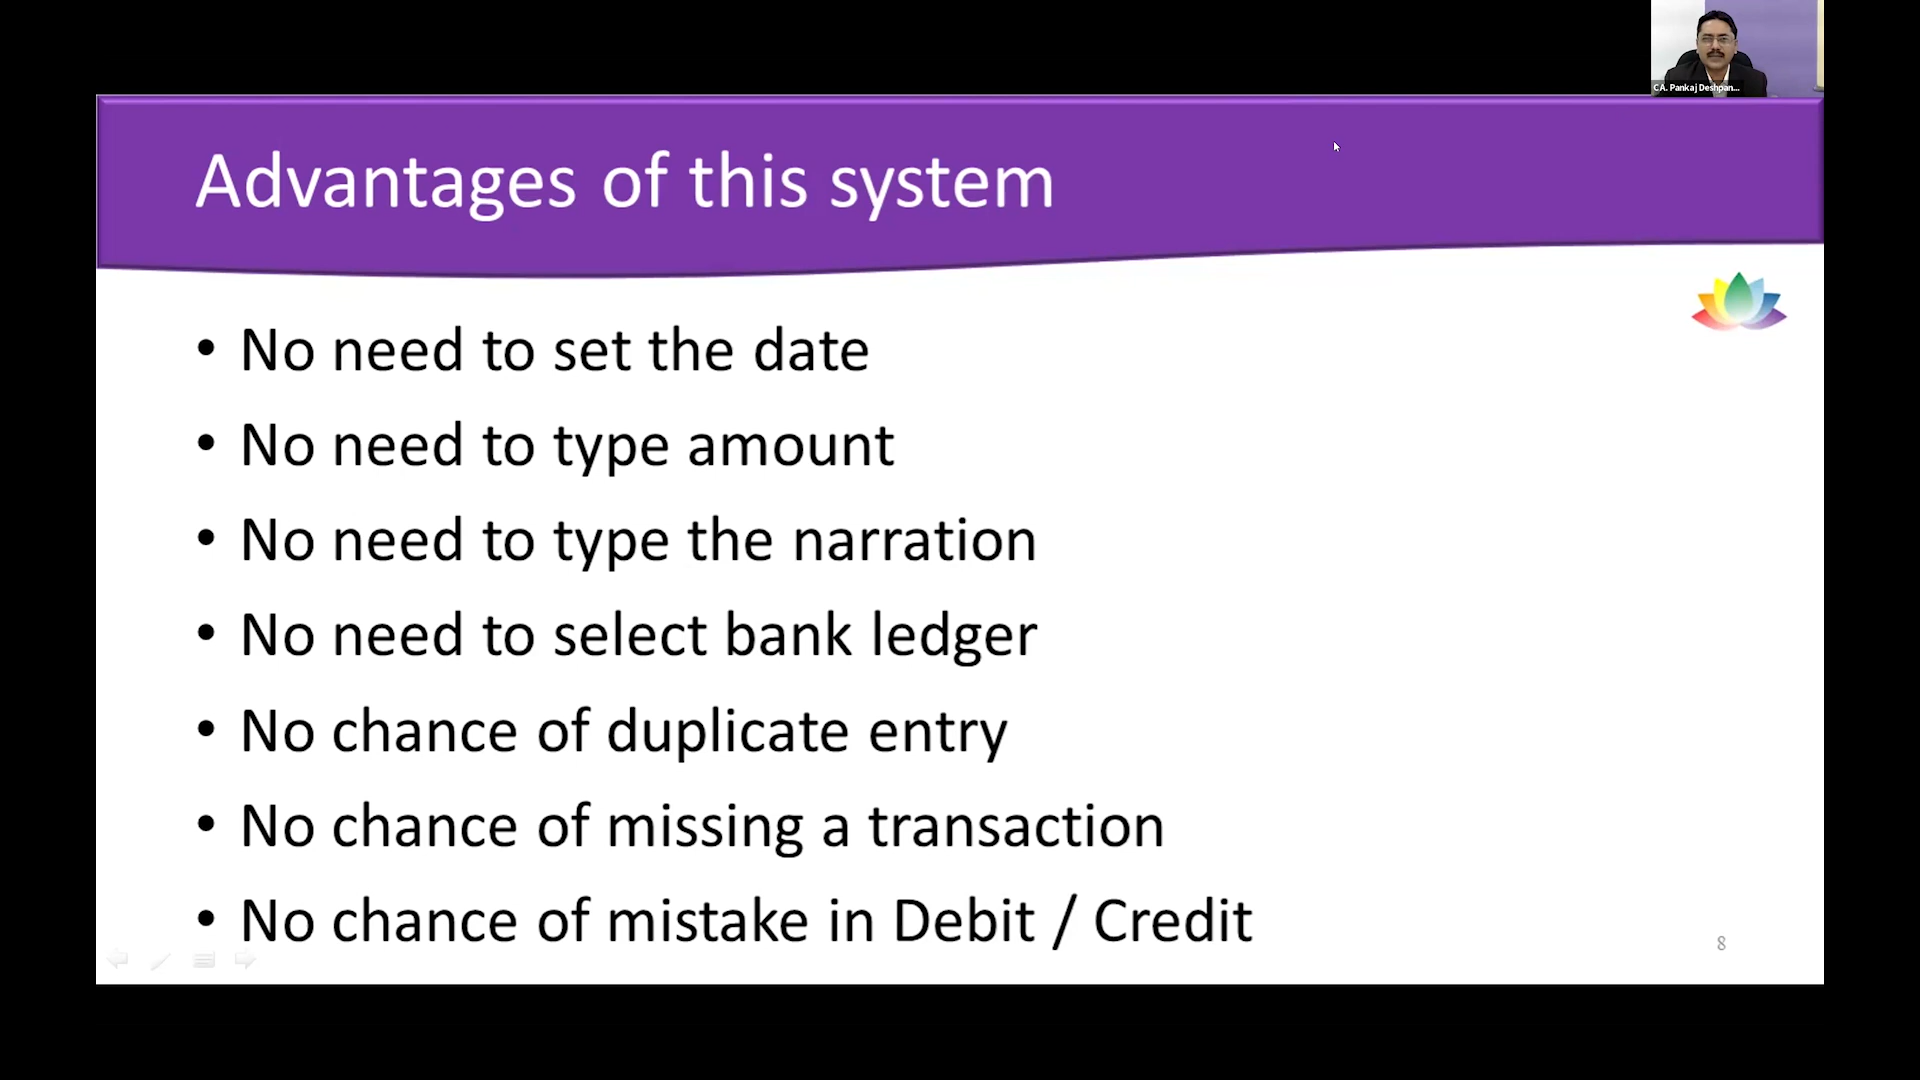 CA. Pankaj Deshpan...
Advantages of this system
• No need to set the date
• No need to type amount
• No need to type the narration
• No need to select bank ledger
• No chance of duplicate entry
• No chance of missing a transaction
• No chance of mistake in Debit / Credit
8